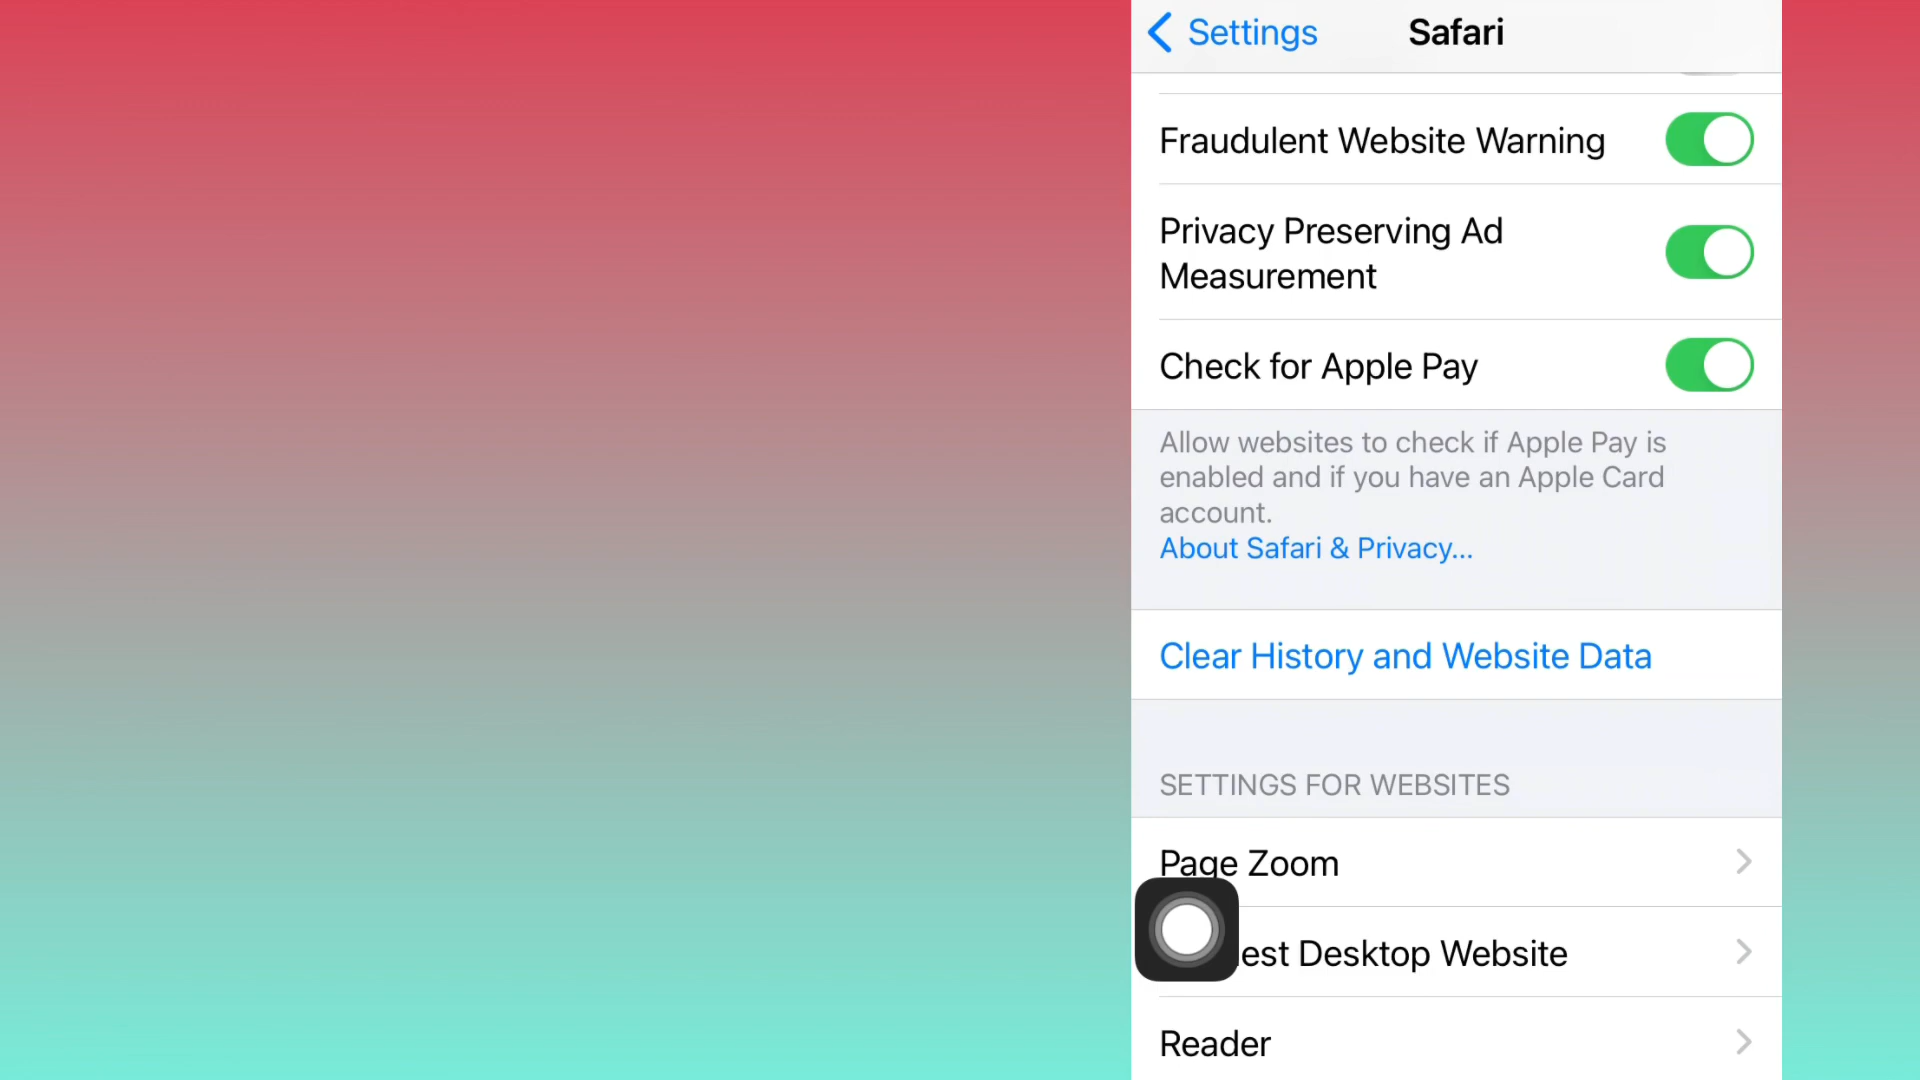 Settings
Safari
Fraudulent Website Warning
Privacy Preserving Ad
Measurement
Check for Apple Pay
Allow websites to check if Apple Pay is
enabled and if you have an Apple Card
account.
About Safari & Privacy...
Clear History and Website Data
SETTINGS FOR WEBSITES
Page Zoom
est Desktop Website
Reader